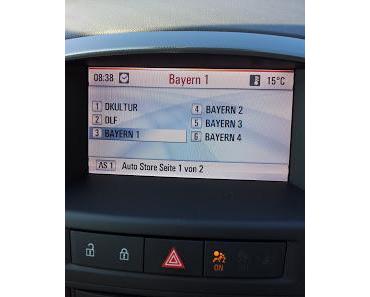 08:38 Bayern 1 15°C
1 DKULTUR 4 BAYERN 2
2 DLF 5 BAYERN 3
3 BAYERN 1 6 BAYERN 4
AS 1 Auto Store Seite 1 von 2
ON